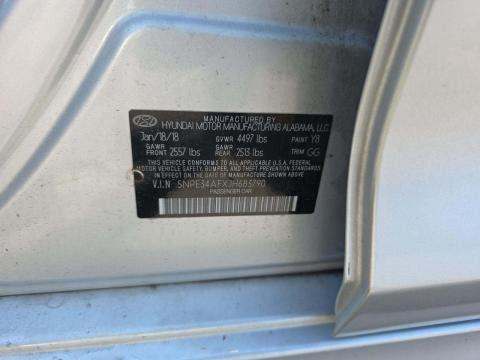 MANUFACTURED BY
HYUNDAI MOTOR MANUFACTURING ALABAMA, LLC
Jan/18/18 GVWR 4497 lbs PAINT Y8
GAWR FRONT 2557 lbs GAWR REAR 2513 lbs TRIM GG
THIS VEHICLE CONFORMS TO ALL APPLICABLE U.S.A. FEDERAL
MOTOR VEHICLE SAFETY, BUMPER, AND THEFT PREVENTION STANDARDS
IN EFFECT ON THE DATE OF MANUFACTURE SHOWN ABOVE.
V.I.N
PASSENGER CAR